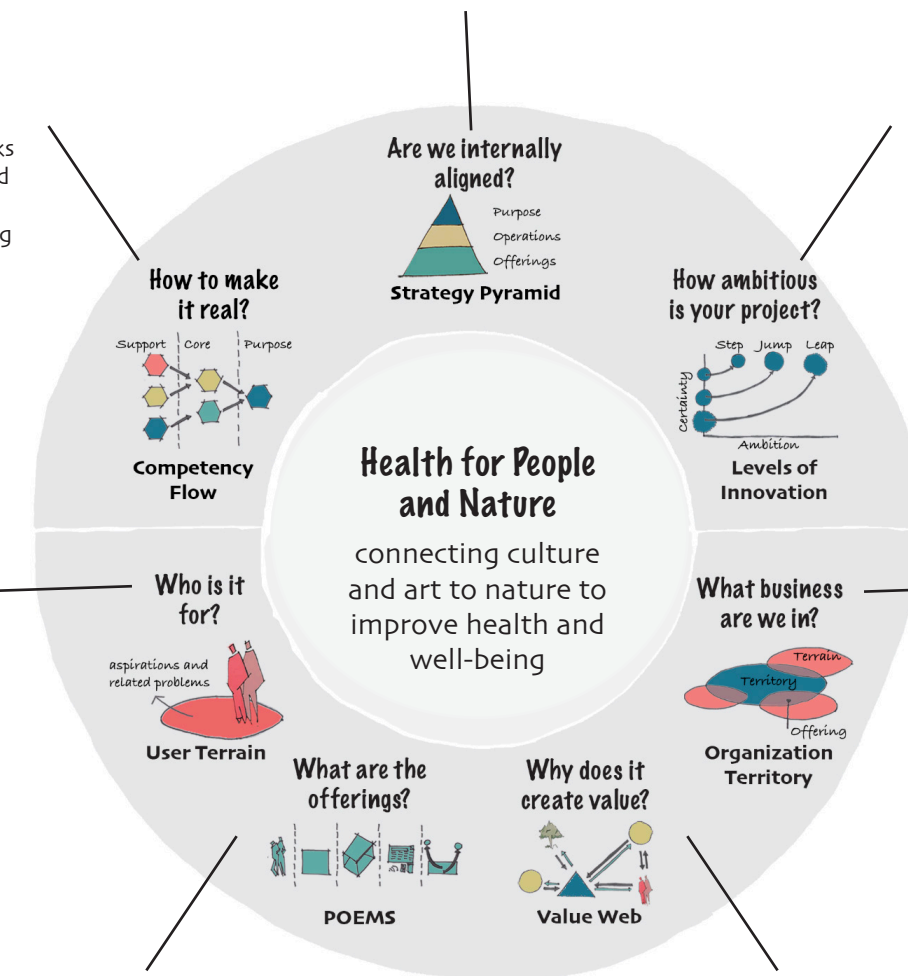 ks
d
g
Are we internally
aligned?
Purpose
Operations
Offerings
Strategy Pyramid
How to make
it real?
Support Core Purpose
Competency
Flow
How ambitious
is your project?
Step Jump Leap
Certainty
Ambition
Levels of
Innovation
Health for People
and Nature
connecting culture
and art to nature to
improve health and
well-being
Who is it
for?
aspirations and
related problems
User Terrain
What business
are we in?
Terrain
Territory
Offering
Organization
Territory
What are the
offerings?
POEMS
Why does it
create value?
Value Web